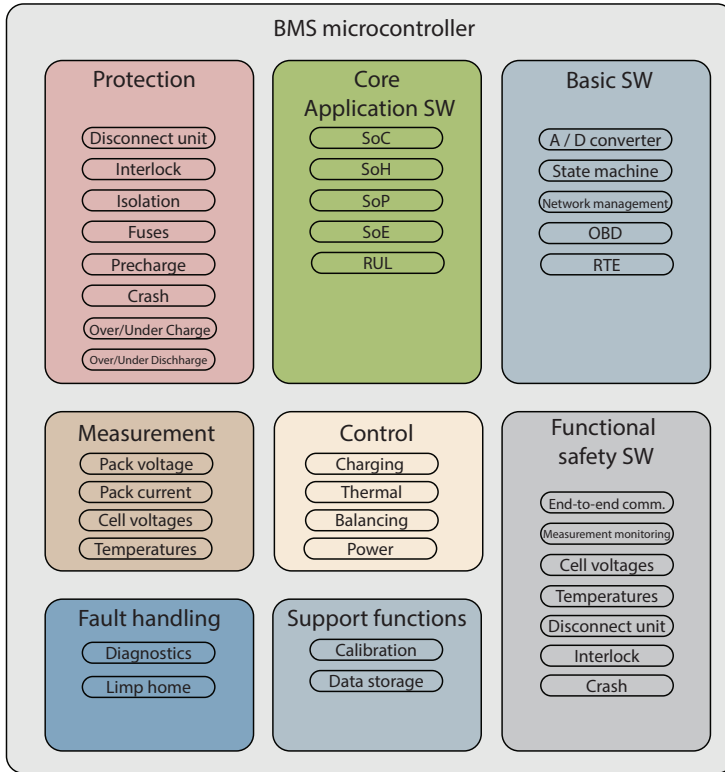 BMS microcontroller
Protection
Disconnect unit
Interlock
Isolation
Fuses
Precharge
Crash
Over/Under Charge
Over/Under Dischharge
Core
Application SW
SoC
SoH
SoP
SoE
RUL
Basic SW
A / D converter
State machine
Network management
OBD
RTE
Measurement
Pack voltage
Pack current
Cell voltages
Temperatures
Control
Charging
Thermal
Balancing
Power
Functional
safety SW
End-to-end comm.
Measurement monitoring
Cell voltages
Temperatures
Disconnect unit
Interlock
Crash
Fault handling
Diagnostics
Limp home
Support functions
Calibration
Data storage